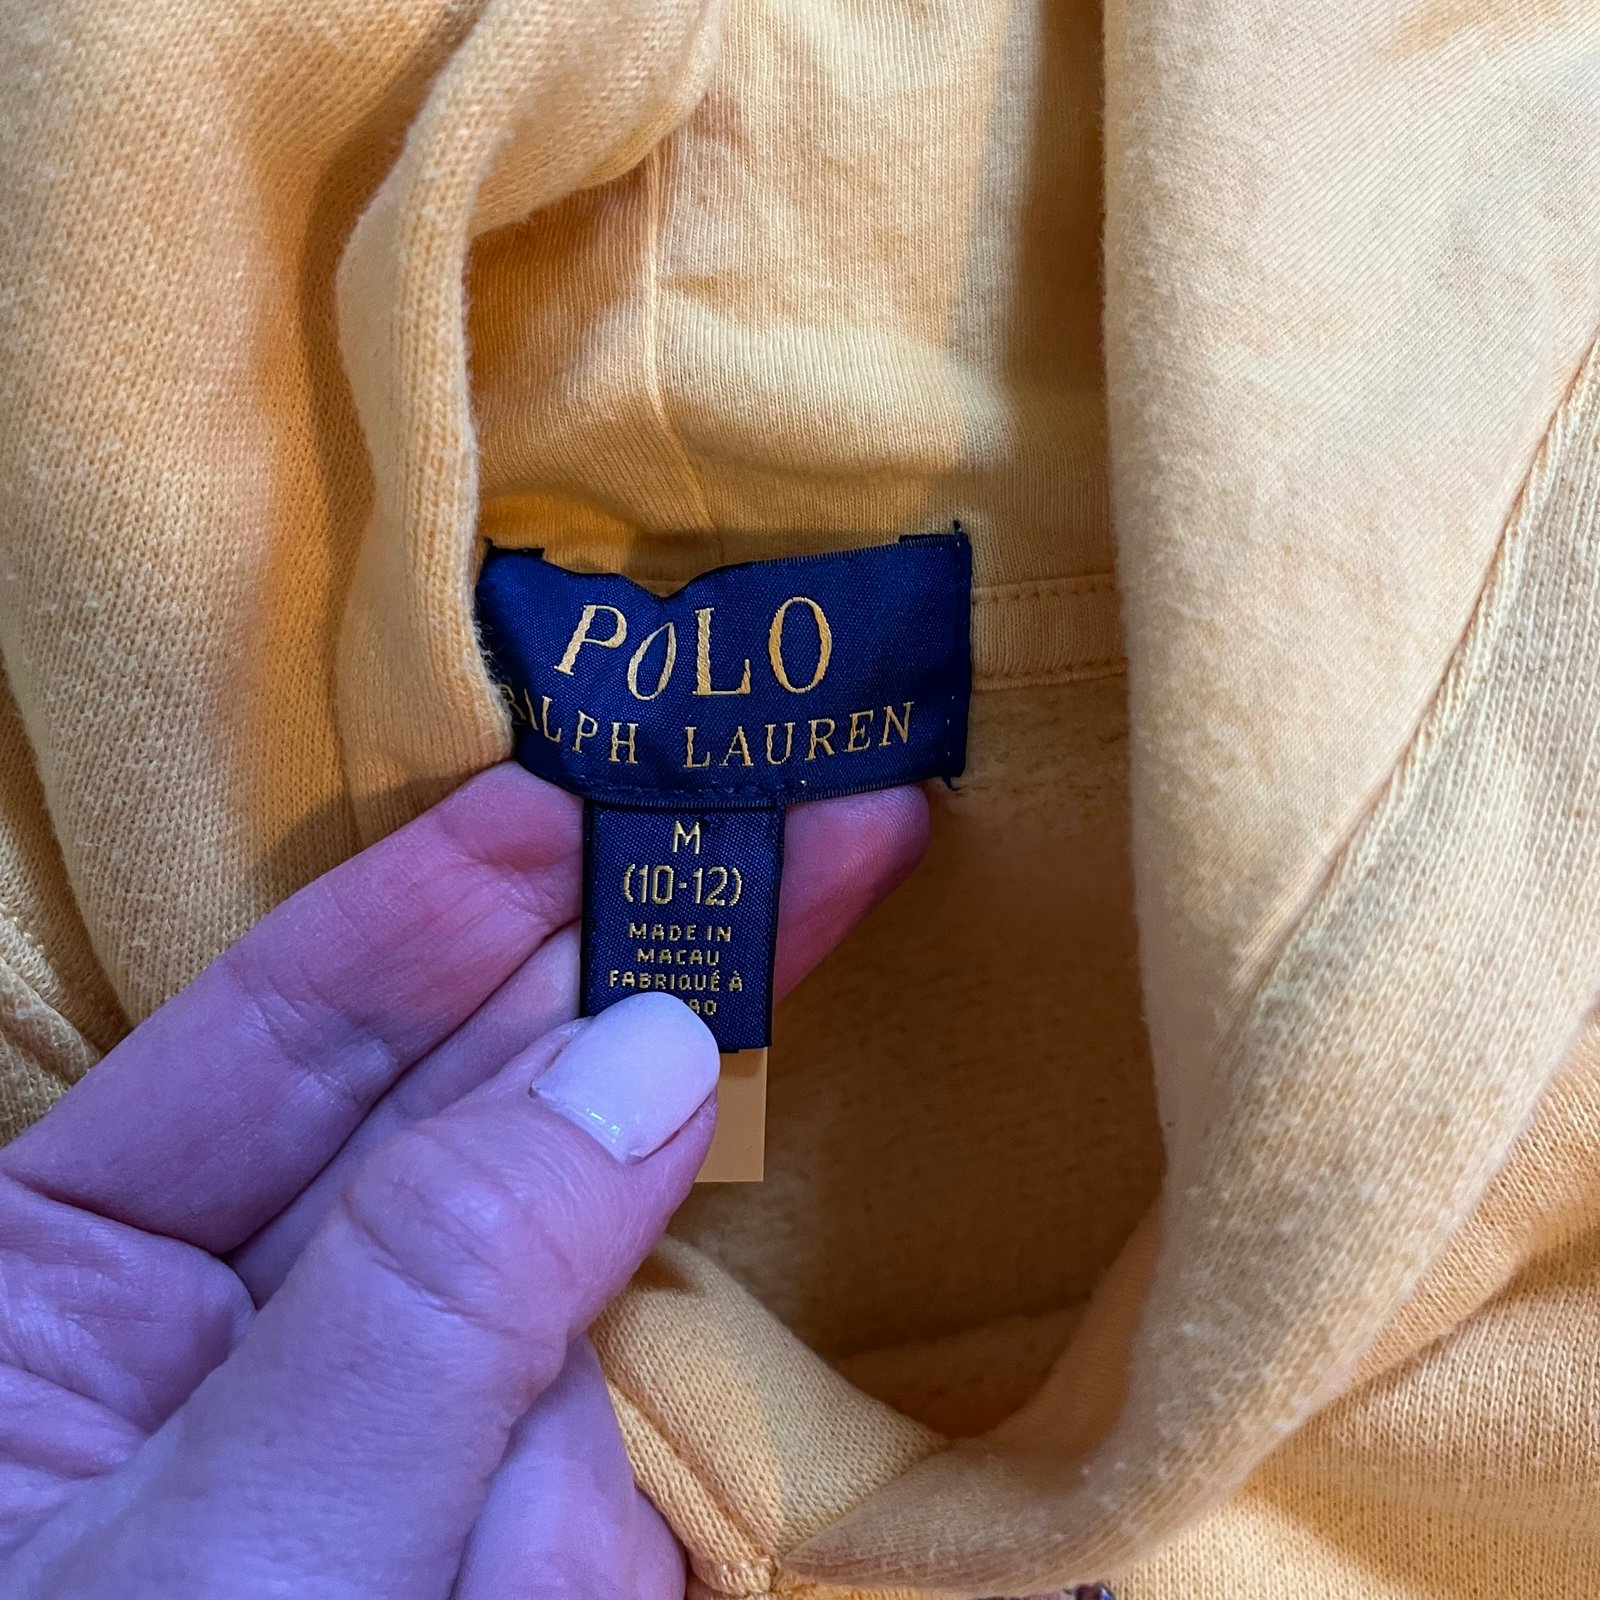 POLO
RALPH LAUREN
M
(10-12)
MADE IN
MACAU
FABRIQUÉ À